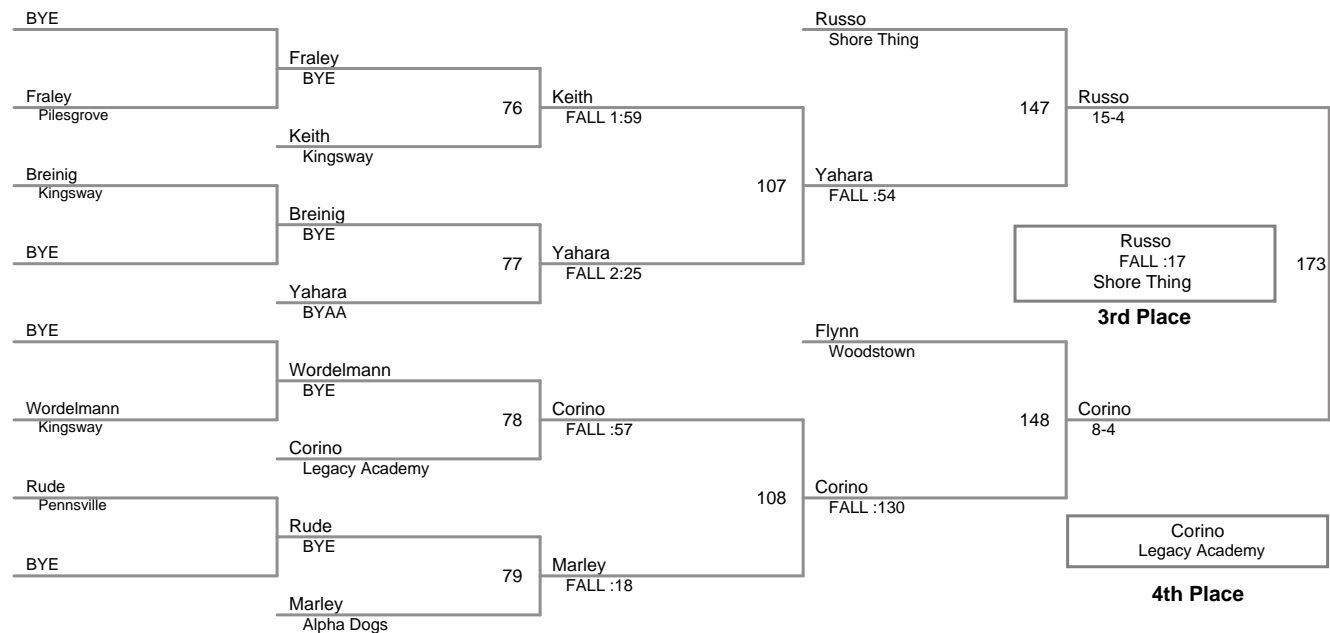 BYE
Fraley
Pilesgrove
Breinig
Kingsway
BYE
BYE
Wordelmann
Kingsway
Rude
Pennsville
BYE
Fraley
BYE
Keith
Kingsway
Breinig
BYE
Yahara
BYAA
Wordelmann
BYE
Corino
Legacy Academy
Rude
BYE
Marley
Alpha Dogs
76
77
78
79
Keith
FALL 1:59
Yahara
FALL 2:25
Corino
FALL :57
Marley
FALL :18
107
108
Russo
Shore Thing
Yahara
FALL :54
Flynn
Woodstown
Corino
FALL :130
147
148
Russo
15-4
Corino
8-4
173
Russo
FALL :17
Shore Thing
3rd Place
Corino
Legacy Academy
4th Place